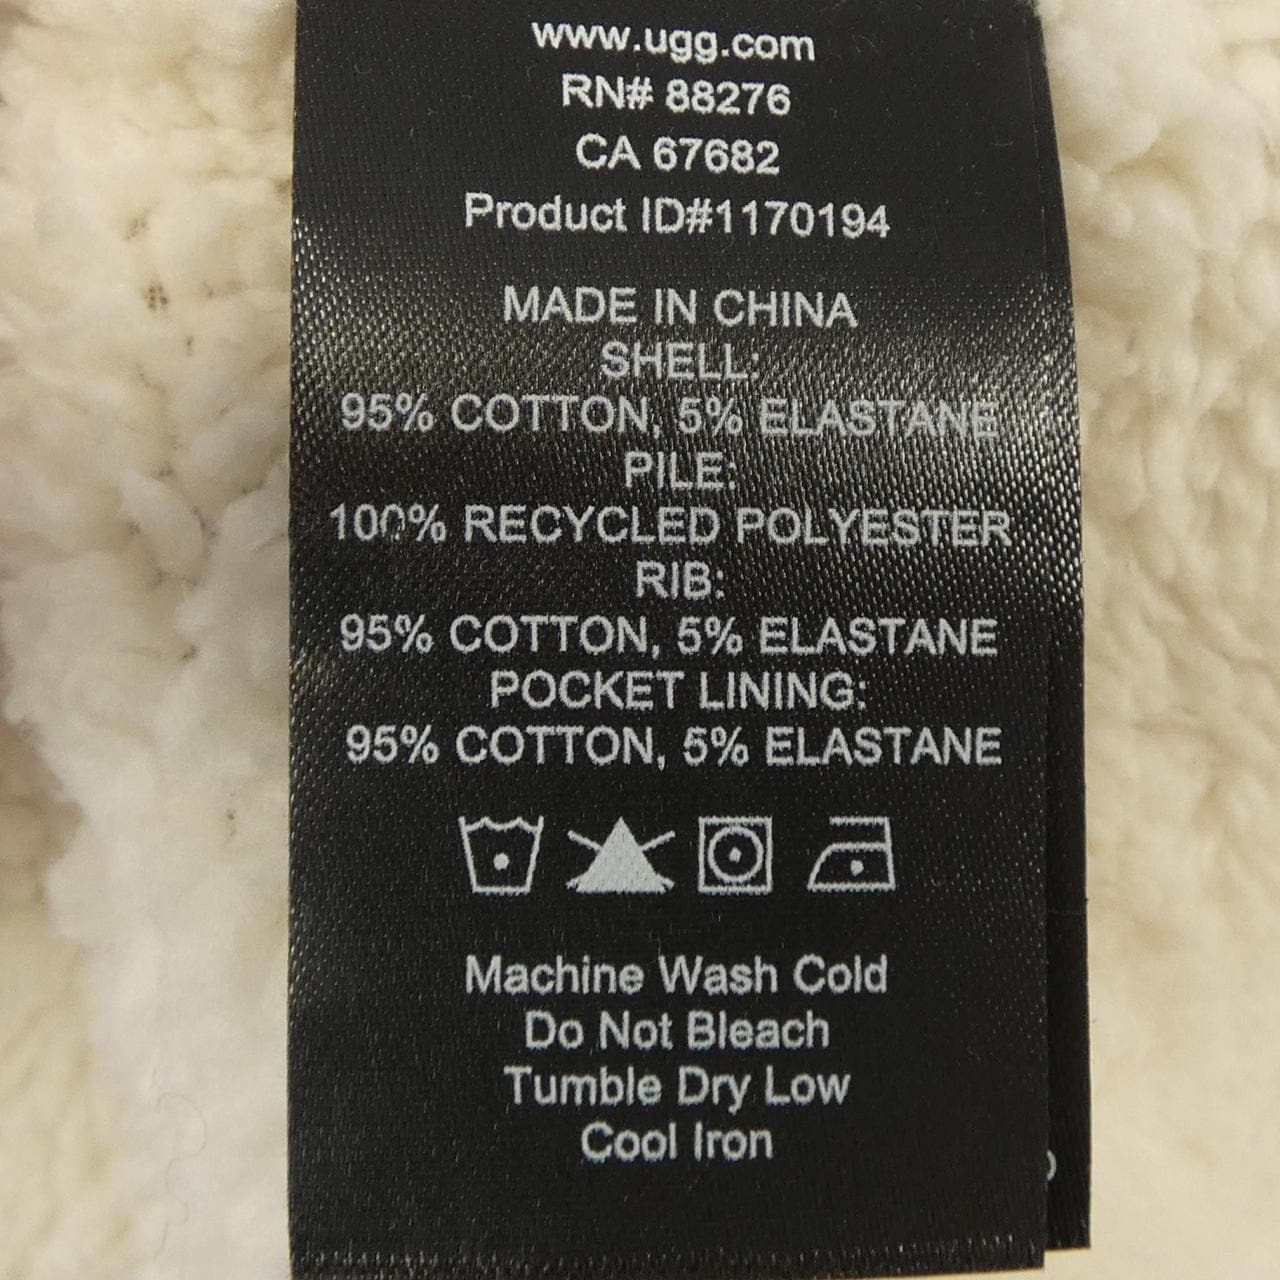 www.ugg.com
RN# 88276
CA 67682
Product ID#1170194
MADE IN CHINA
SHELL:
95% COTTON, 5% ELASTANE
PILE:
100% RECYCLED POLYESTER
RIB:
95% COTTON, 5% ELASTANE
POCKET LINING:
95% COTTON, 5% ELASTANE
Machine Wash Cold
Do Not Bleach
Tumble Dry Low
Cool Iron